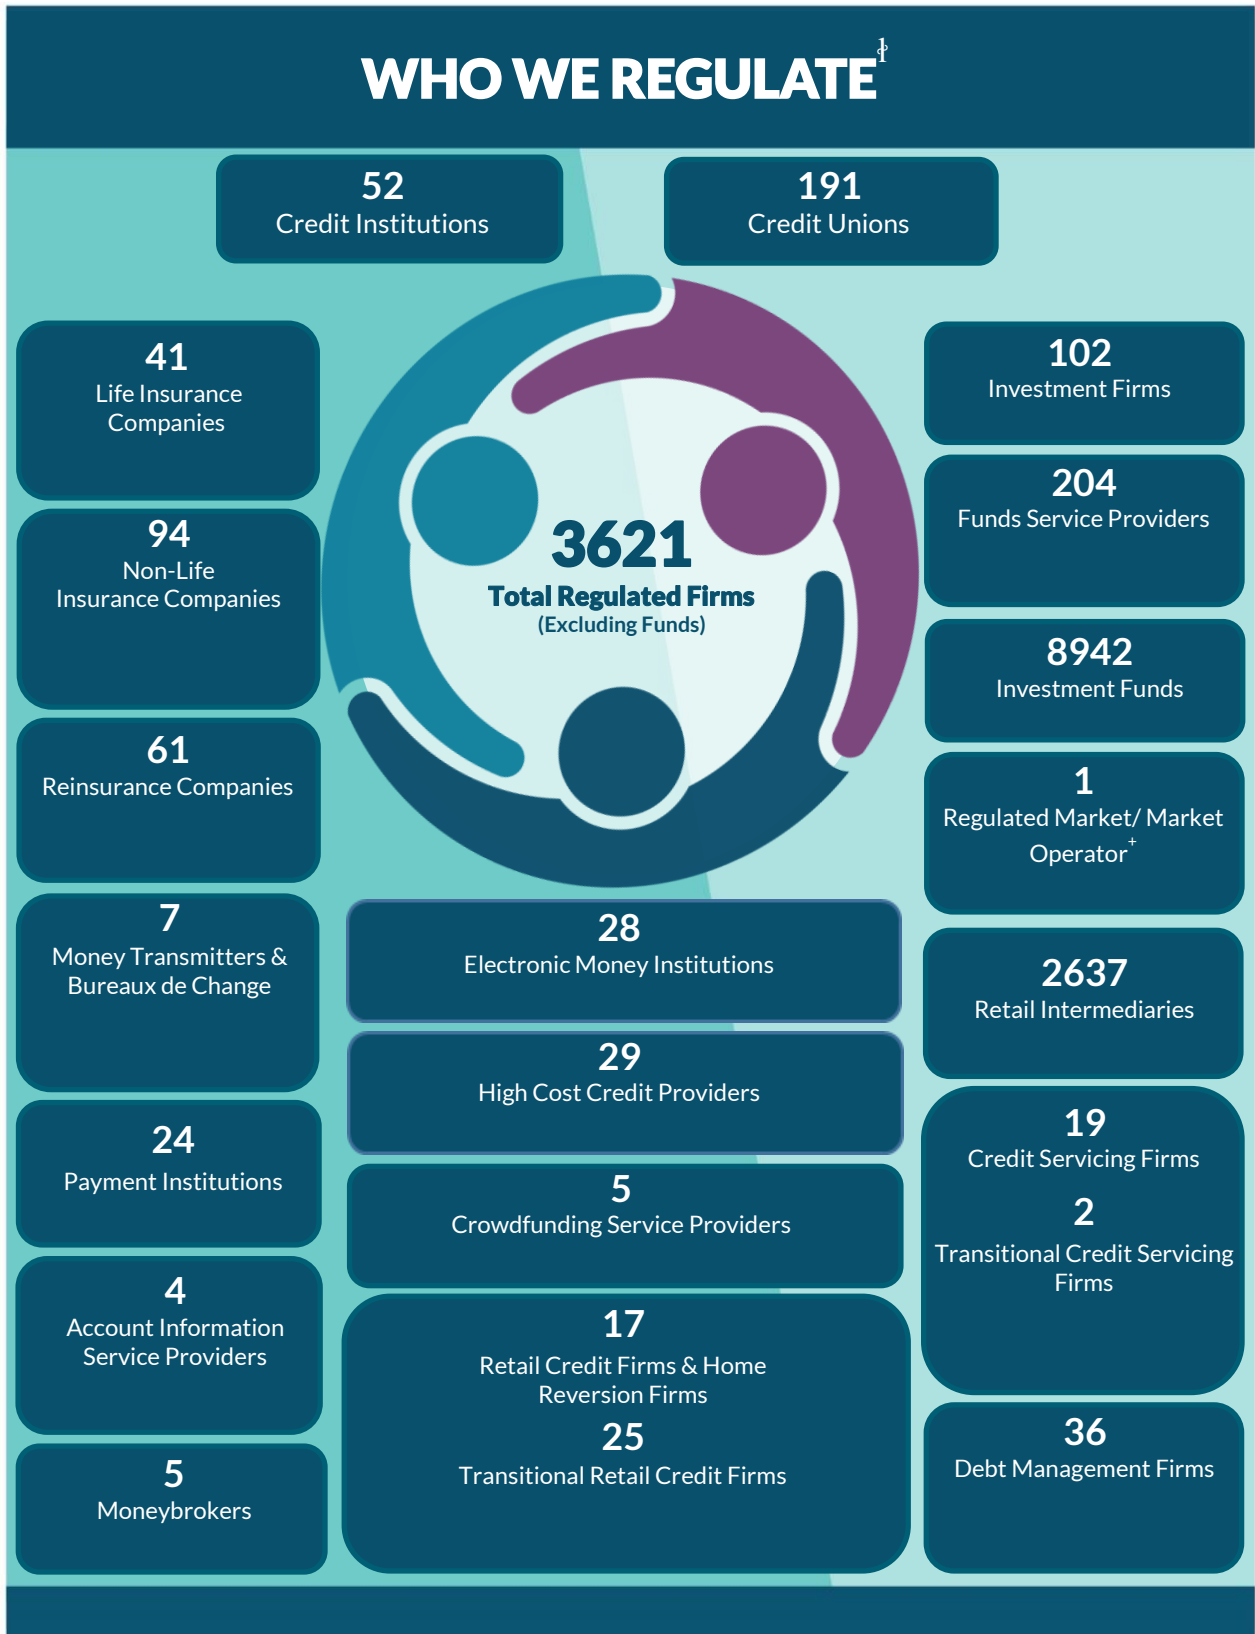 WHO WE REGULATE¹
52
Credit Institutions
191
Credit Unions
41
Life Insurance
Companies
94
Non-Life
Insurance Companies
61
Reinsurance Companies
7
Money Transmitters &
Bureaux de Change
24
Payment Institutions
4
Account Information
Service Providers
5
Moneybrokers
3621
Total Regulated Firms
(Excluding Funds)
28
Electronic Money Institutions
29
High Cost Credit Providers
5
Crowdfunding Service Providers
17
Retail Credit Firms & Home
Reversion Firms
25
Transitional Retail Credit Firms
102
Investment Firms
204
Funds Service Providers
8942
Investment Funds
1
Regulated Market/ Market
Operator⁺
2637
Retail Intermediaries
19
Credit Servicing Firms
2
Transitional Credit Servicing
Firms
36
Debt Management Firms